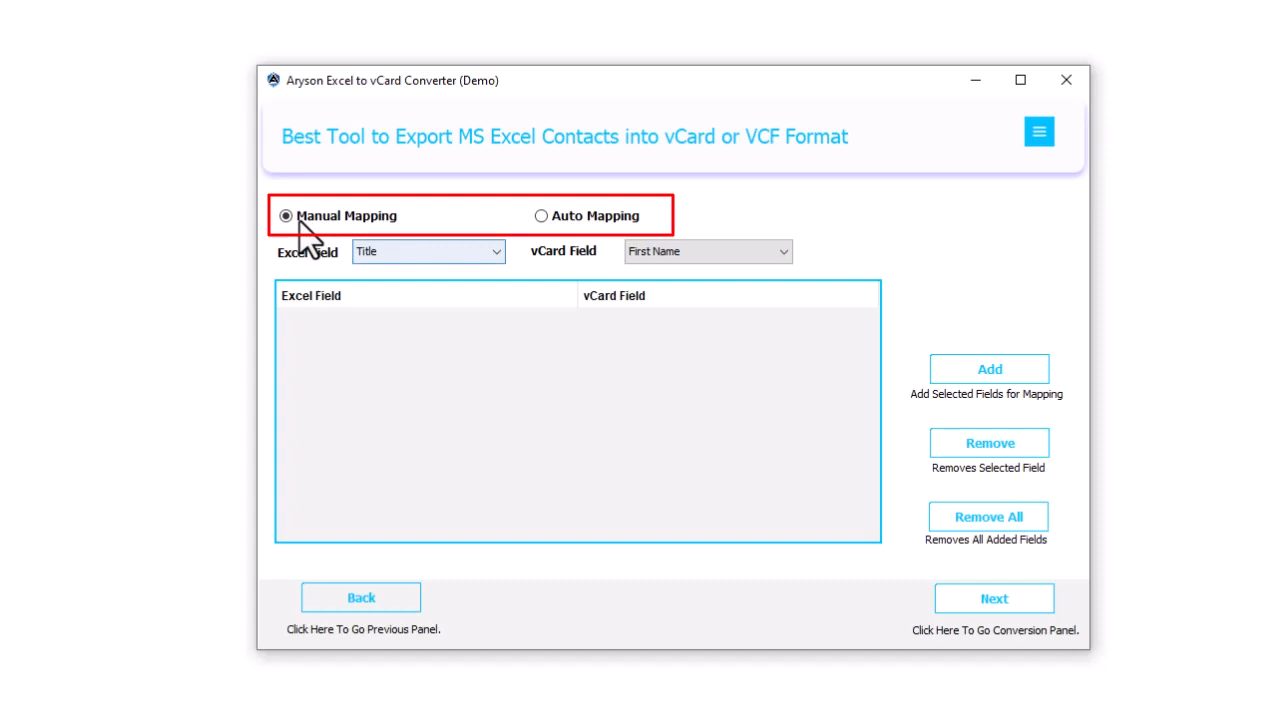 Aryson Excel to vCard Converter (Demo)
Best Tool to Export MS Excel Contacts into vCard or VCF Format
Manual Mapping Auto Mapping
Excel Field Title vCard Field First Name
Excel Field vCard Field
Add
Add Selected Fields for Mapping
Remove
Removes Selected Field
Remove All
Removes All Added Fields
Back Next
Click Here To Go Previous Panel. Click Here To Go Conversion Panel.